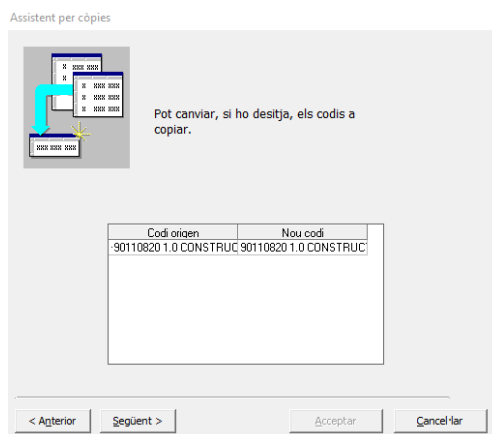 Assistent per còpies
Pot canviar, si ho desitja, els codis a
copiar.
Codi origen Nou codi
-90110820 1.0 CONSTRUC 90110820 1.0 CONSTRUC
< Anterior Següent > Acceptar Cancel·lar